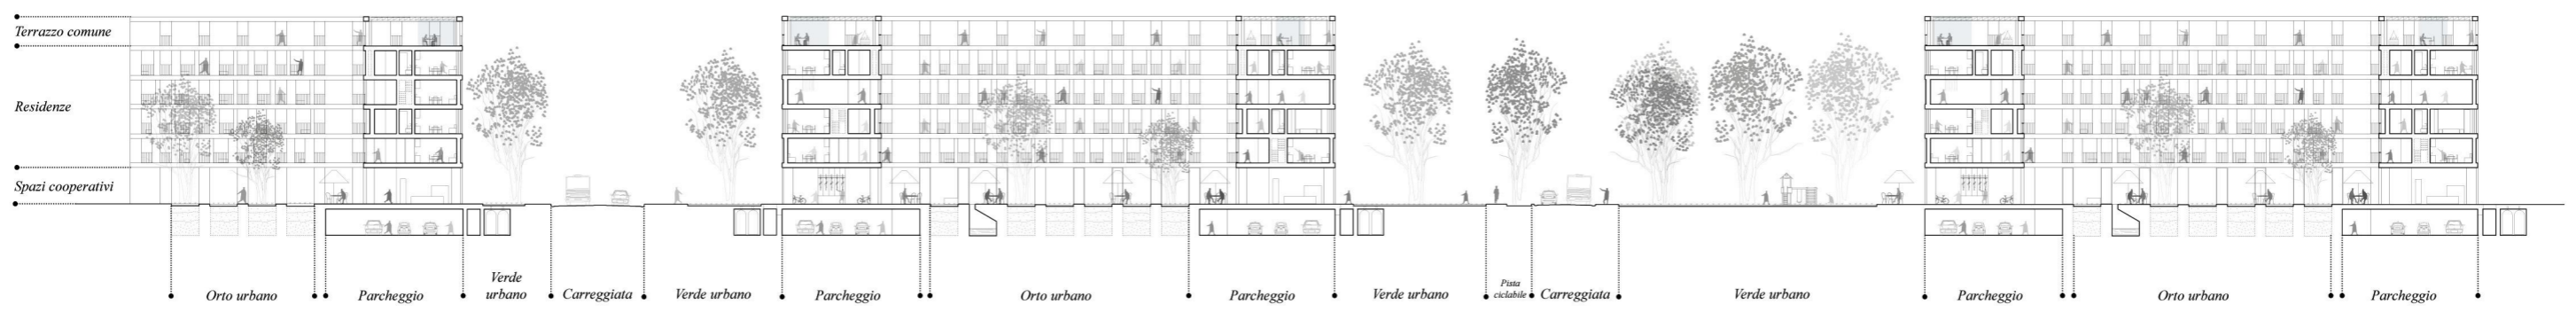 Terrazzo comune
Residenze
Spazi cooperativi
Orto urbano
Parcheggio
Verde
urbano
Carreggiata
Verde urbano
Parcheggio
Orto urbano
Parcheggio
Verde urbano
Pista
ciclabile
Carreggiata
Verde urbano
Parcheggio
Orto urbano
Parcheggio